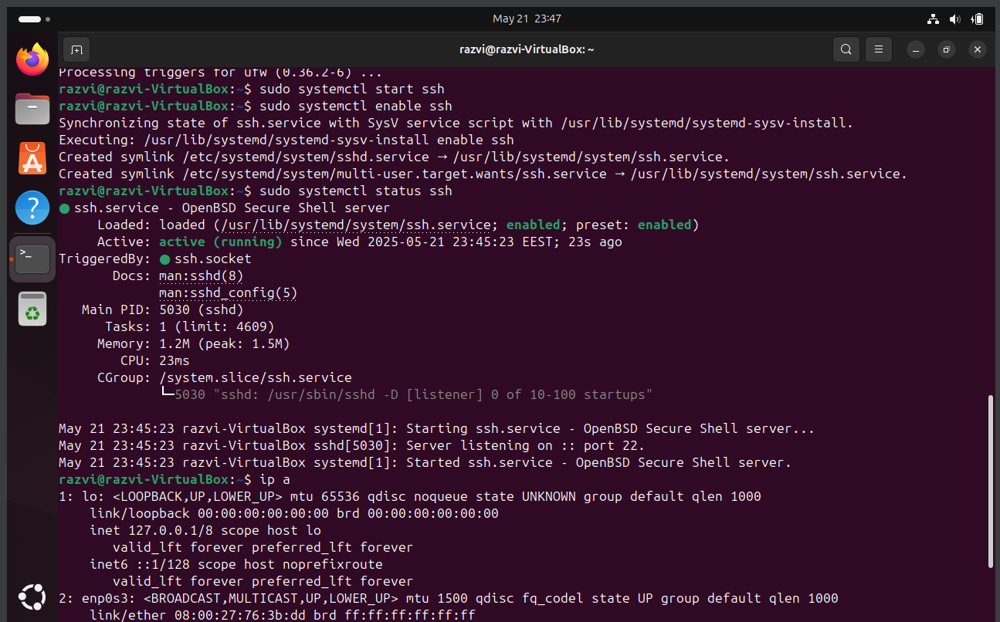 May 21 23:47
razvi@razvi-VirtualBox: ~
Processing triggers for ufw (0.36.2-6) ...
razvi@razvi-VirtualBox:~$ sudo systemctl start ssh
razvi@razvi-VirtualBox:~$ sudo systemctl enable ssh
Synchronizing state of ssh.service with SysV service script with /usr/lib/systemd/systemd-sysv-install.
Executing: /usr/lib/systemd/systemd-sysv-install enable ssh
Created symlink /etc/systemd/system/sshd.service → /usr/lib/systemd/system/ssh.service.
Created symlink /etc/systemd/system/multi-user.target.wants/ssh.service → /usr/lib/systemd/system/ssh.service.
razvi@razvi-VirtualBox:~$ sudo systemctl status ssh
● ssh.service - OpenBSD Secure Shell server
Loaded: loaded (/usr/lib/systemd/system/ssh.service; enabled; preset: enabled)
Active: active (running) since Wed 2025-05-21 23:45:23 EEST; 23s ago
TriggeredBy: ● ssh.socket
Docs: man:sshd(8)
man:sshd_config(5)
Main PID: 5030 (sshd)
Tasks: 1 (limit: 4609)
Memory: 1.2M (peak: 1.5M)
CPU: 23ms
CGroup: /system.slice/ssh.service
└─5030 "sshd: /usr/sbin/sshd -D [listener] 0 of 10-100 startups"
May 21 23:45:23 razvi-VirtualBox systemd[1]: Starting ssh.service - OpenBSD Secure Shell server...
May 21 23:45:23 razvi-VirtualBox sshd[5030]: Server listening on :: port 22.
May 21 23:45:23 razvi-VirtualBox systemd[1]: Started ssh.service - OpenBSD Secure Shell server.
razvi@razvi-VirtualBox:~$ ip a
1: lo: <LOOPBACK,UP,LOWER_UP> mtu 65536 qdisc noqueue state UNKNOWN group default qlen 1000
link/loopback 00:00:00:00:00:00 brd 00:00:00:00:00:00
inet 127.0.0.1/8 scope host lo
valid_lft forever preferred_lft forever
inet6 ::1/128 scope host noprefixroute
valid_lft forever preferred_lft forever
2: enp0s3: <BROADCAST,MULTICAST,UP,LOWER_UP> mtu 1500 qdisc fq_codel state UP group default qlen 1000
link/ether 08:00:27:76:3b:dd brd ff:ff:ff:ff:ff:ff